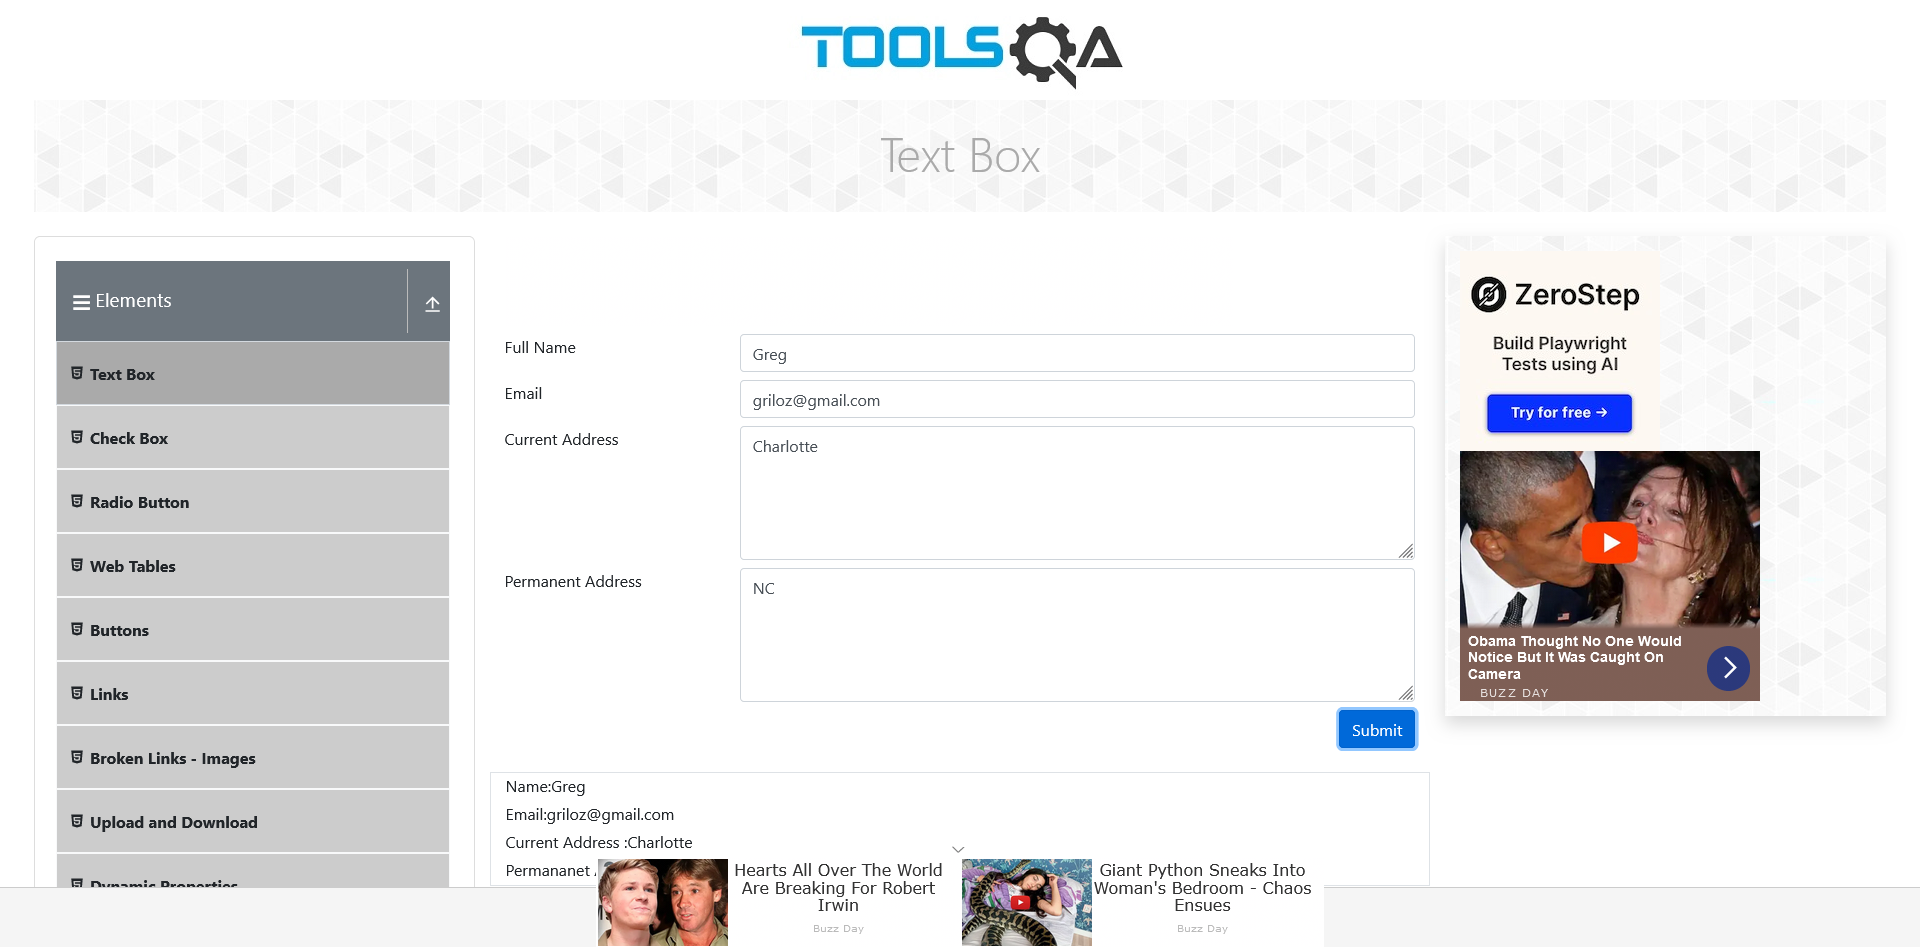 TOOLSQA
Text Box
Elements
Text Box
Check Box
Radio Button
Web Tables
Buttons
Links
Broken Links - Images
Upload and Download
Dynamic Properties
Full Name
Greg
Email
griloz@gmail.com
Current Address
Charlotte
Permanent Address
NC
Submit
Name:Greg
Email:griloz@gmail.com
Current Address :Charlotte
Permananet
ZeroStep
Build Playwright
Tests using AI
Try for free →
Obama Thought No One Would
Notice But It Was Caught On
Camera
BUZZ DAY
Hearts All Over The World
Are Breaking For Robert
Irwin
Buzz Day
Giant Python Sneaks Into
Woman's Bedroom - Chaos
Ensues
Buzz Day